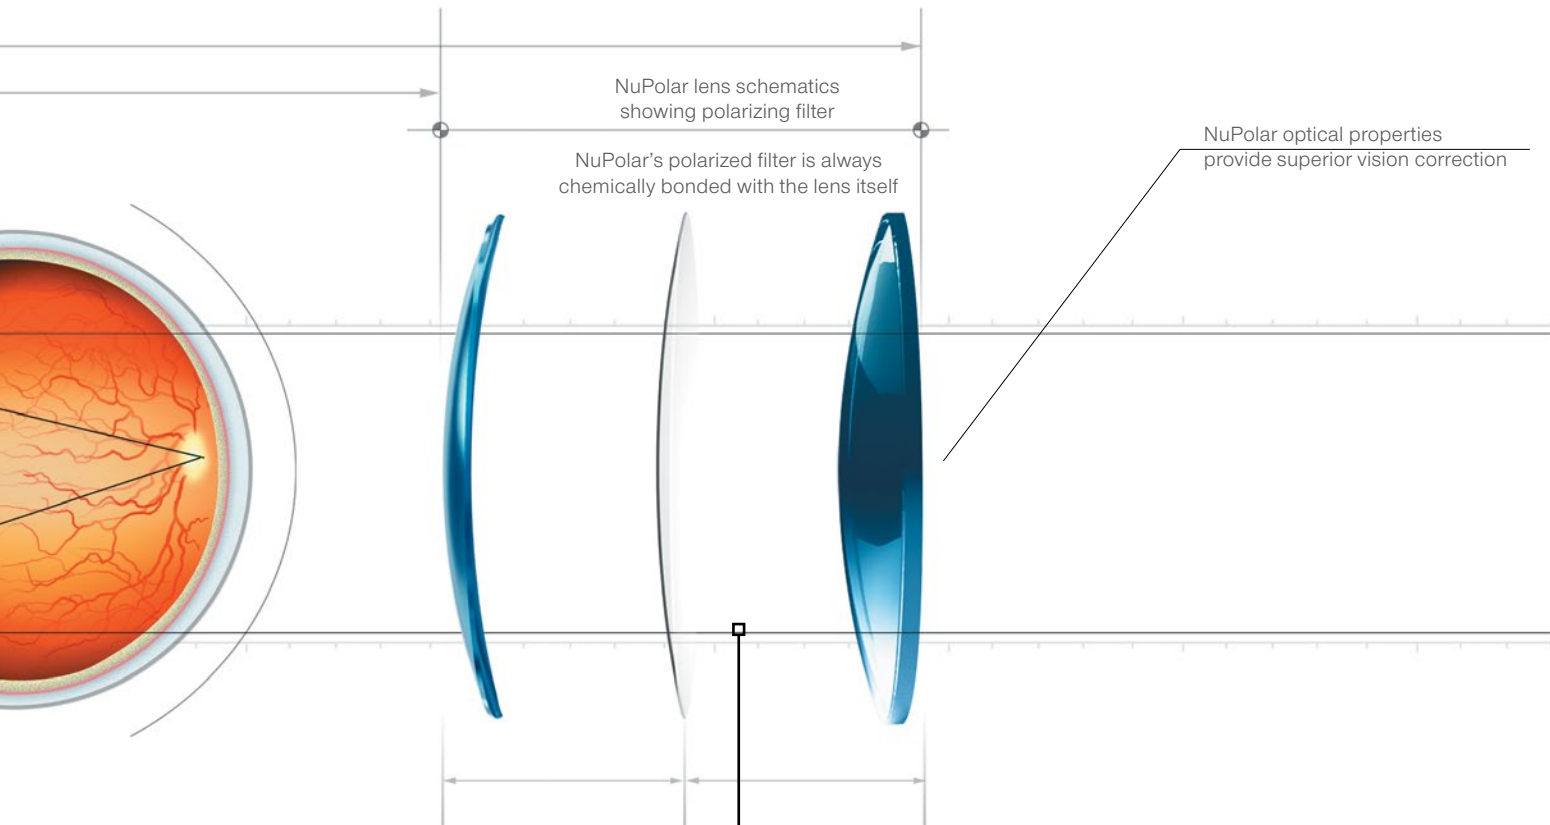 NuPolar lens schematics
showing polarizing filter
NuPolar’s polarized filter is always
chemically bonded with the lens itself
NuPolar optical properties
provide superior vision correction